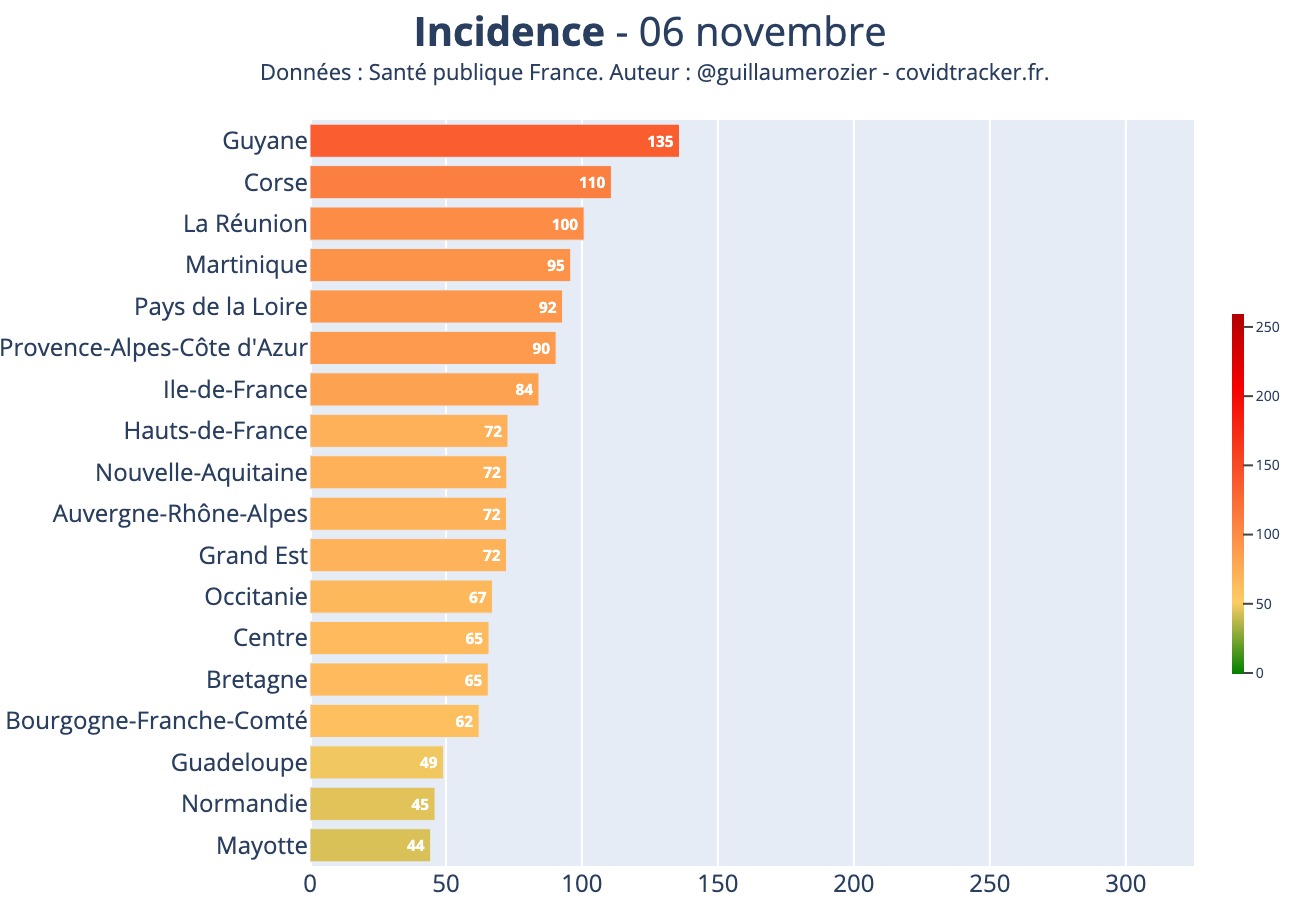 Incidence - 06 novembre
Données : Santé publique France. Auteur : @guillaumerozier - covidtracker.fr.
Guyane 135
Corse 110
La Réunion 100
Martinique 95
Pays de la Loire 92
Provence-Alpes-Côte d'Azur 90
Ile-de-France 84
Hauts-de-France 72
Nouvelle-Aquitaine 72
Auvergne-Rhône-Alpes 72
Grand Est 72
Occitanie 67
Centre 65
Bretagne 65
Bourgogne-Franche-Comté 62
Guadeloupe 49
Normandie 45
Mayotte 44
0 50 100 150 200 250 300
250
200
150
100
50
0